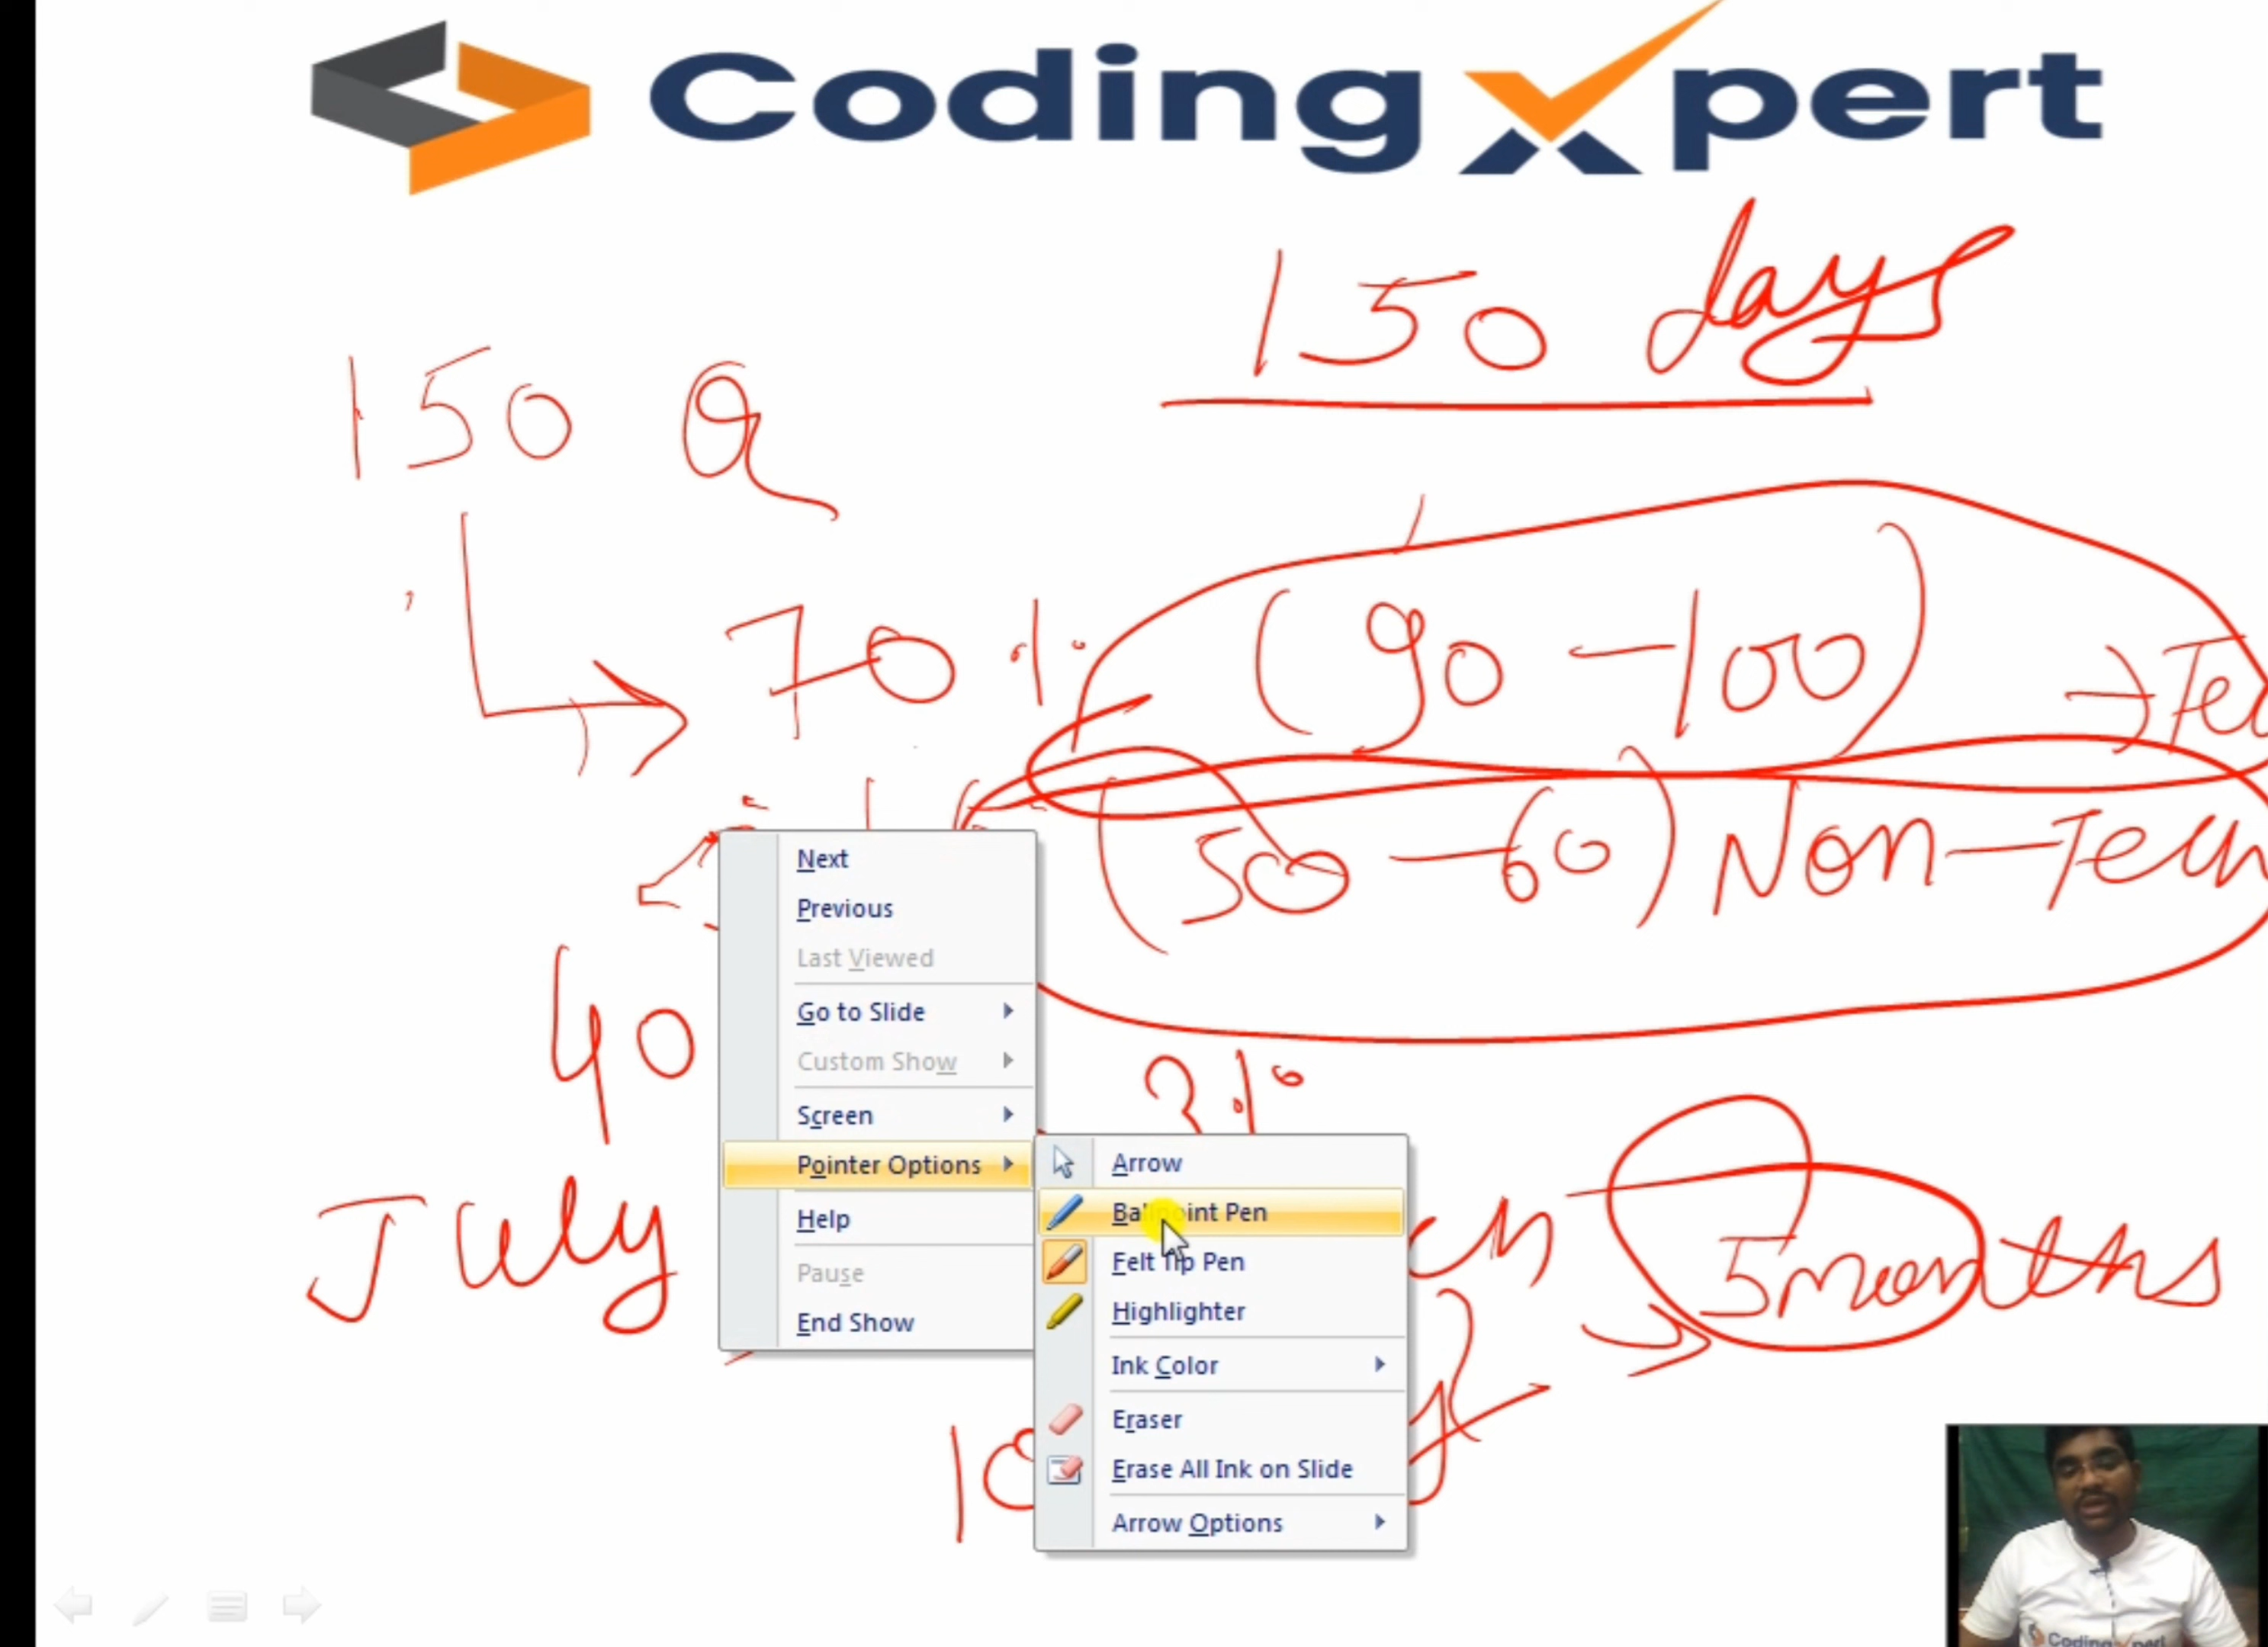 Coding Xpert
150 days
150 Q
70 %
(90 - 100)
(50 - 60) Non-Tech
40
%
July
5 months
Next
Previous
Last Viewed
Go to Slide
Custom Show
Screen
Pointer Options
Help
Pause
End Show
Arrow
Ballpoint Pen
Felt Tip Pen
Highlighter
Ink Color
Eraser
Erase All Ink on Slide
Arrow Options